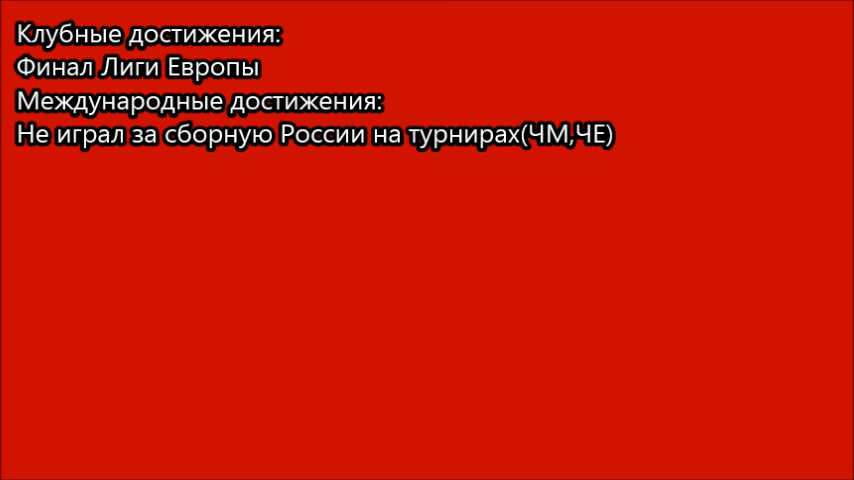 Клубные достижения:
Финал Лиги Европы
Международные достижения:
Не играл за сборную России на турнирах(ЧМ,ЧЕ)